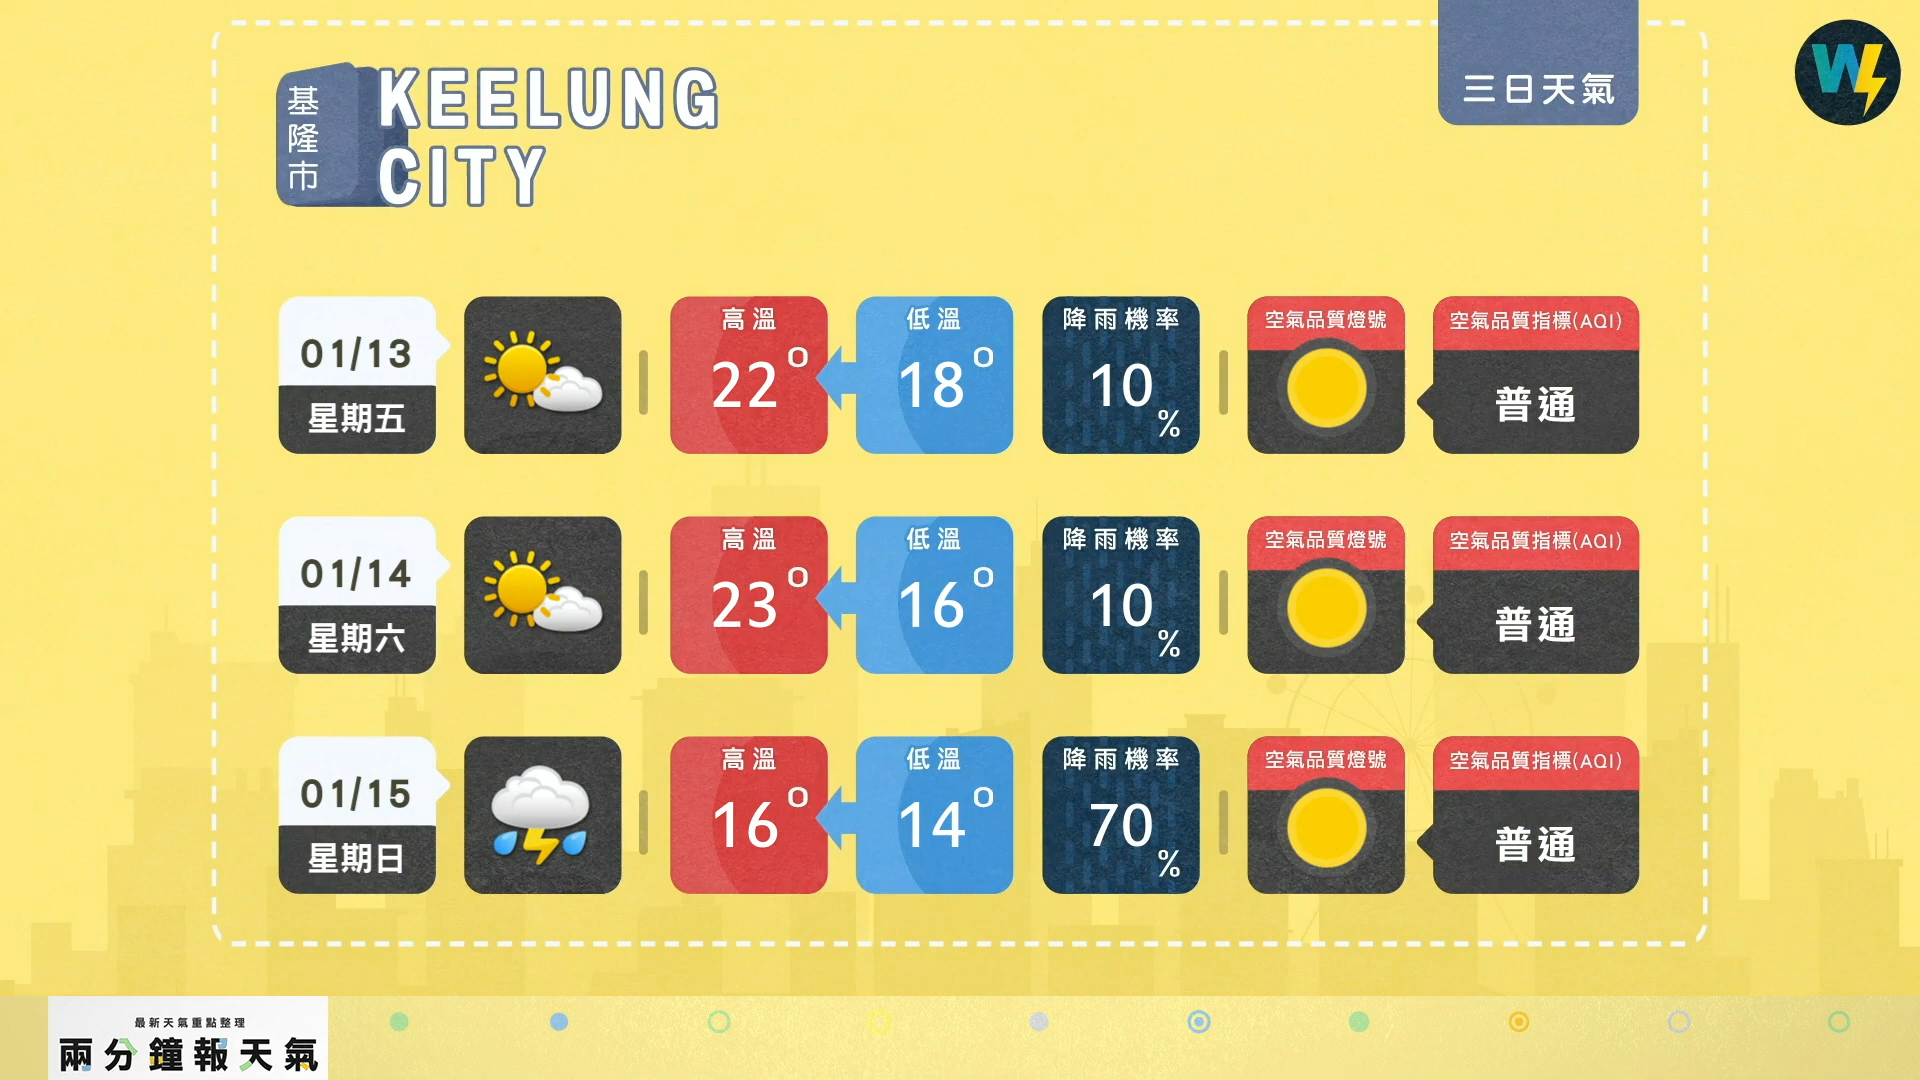 基隆市
KEELUNG
CITY
三日天氣
W
01/13
星期五
高溫
22°
低溫
18°
降雨機率
10%
空氣品質燈號
空氣品質指標(AQI)
普通
01/14
星期六
高溫
23°
低溫
16°
降雨機率
10%
空氣品質燈號
空氣品質指標(AQI)
普通
01/15
星期日
高溫
16°
低溫
14°
降雨機率
70%
空氣品質燈號
空氣品質指標(AQI)
普通
最新天氣重點整理
兩分鐘報天氣